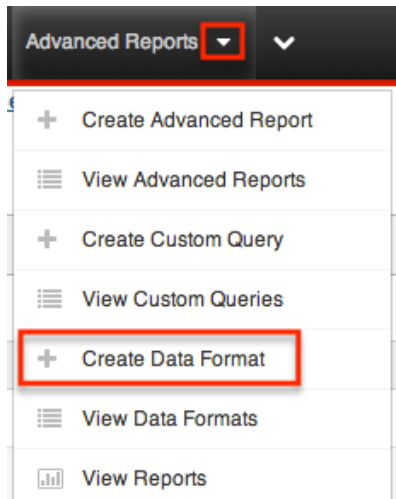 Advanced Reports
Create Advanced Report
View Advanced Reports
Create Custom Query
View Custom Queries
Create Data Format
View Data Formats
View Reports